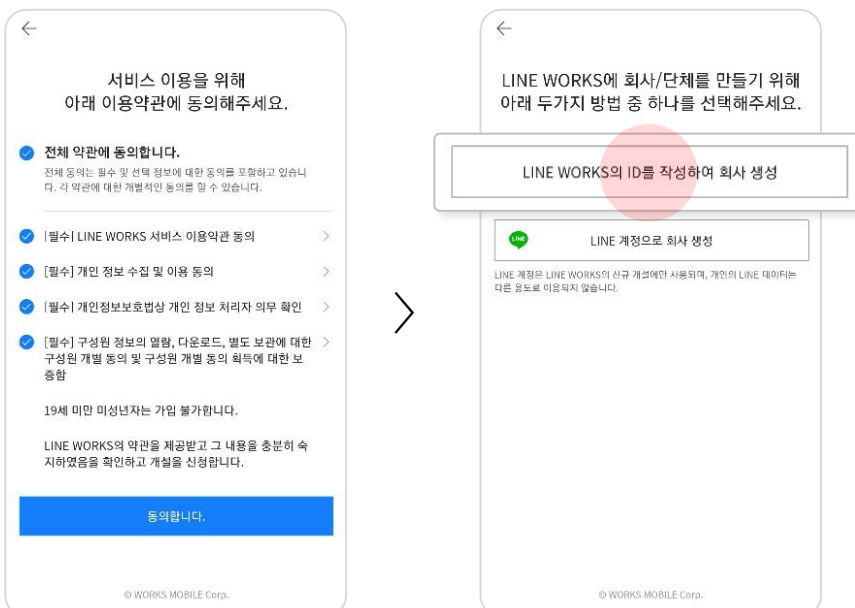 서비스 이용을 위해
아래 이용약관에 동의해주세요.
전체 약관에 동의합니다.
전체 동의는 필수 및 선택 정보에 대한 동의를 포함하고 있습니
다. 각 약관에 대한 개별적인 동의를 할 수 있습니다.
[필수] LINE WORKS 서비스 이용약관 동의
[필수] 개인 정보 수집 및 이용 동의
[필수] 개인정보보호법상 개인 정보 처리자 의무 확인
[필수] 구성원 정보의 열람, 다운로드, 별도 보관에 대한
구성원 개별 동의 및 구성원 개별 동의 획득에 대한 보
증함
19세 미만 미성년자는 가입 불가합니다.
LINE WORKS의 약관을 제공받고 그 내용을 충분히 숙
지하였음을 확인하고 개설을 신청합니다.
동의합니다.
© WORKS MOBILE Corp.
LINE WORKS에 회사/단체를 만들기 위해
아래 두가지 방법 중 하나를 선택해주세요.
LINE WORKS의 ID를 작성하여 회사 생성
LINE
LINE 계정으로 회사 생성
LINE 계정은 LINE WORKS의 신규 개설에만 사용되며, 개인의 LINE 데이터는
다른 용도로 이용되지 않습니다.
© WORKS MOBILE Corp.